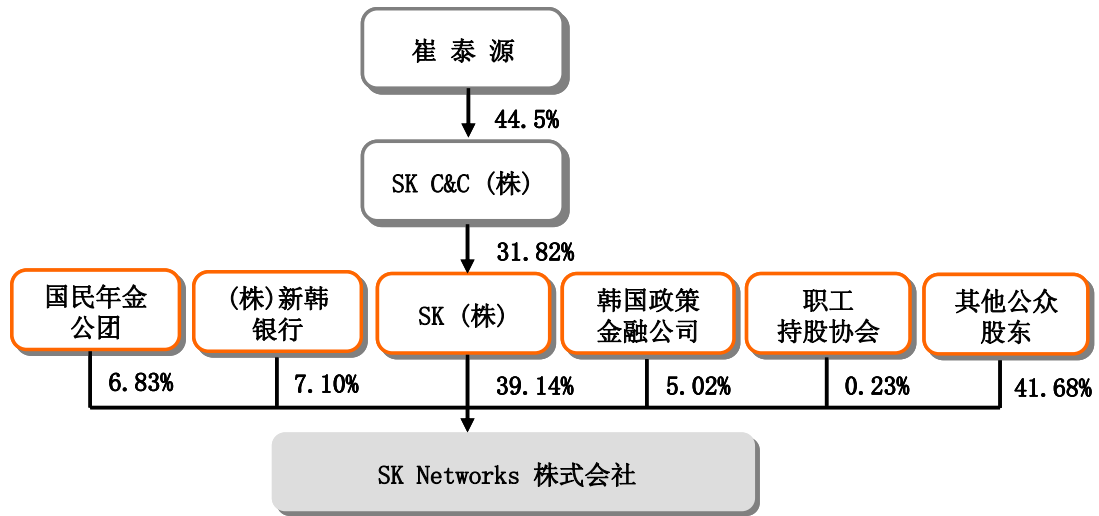 崔 泰 源
44.5%
SK C&C (株)
31.82%
国民年金
公团
(株)新韩
银行
SK (株)
韩国政策
金融公司
职工
持股协会
其他公众
股东
6.83%
7.10%
39.14%
5.02%
0.23%
41.68%
SK Networks 株式会社